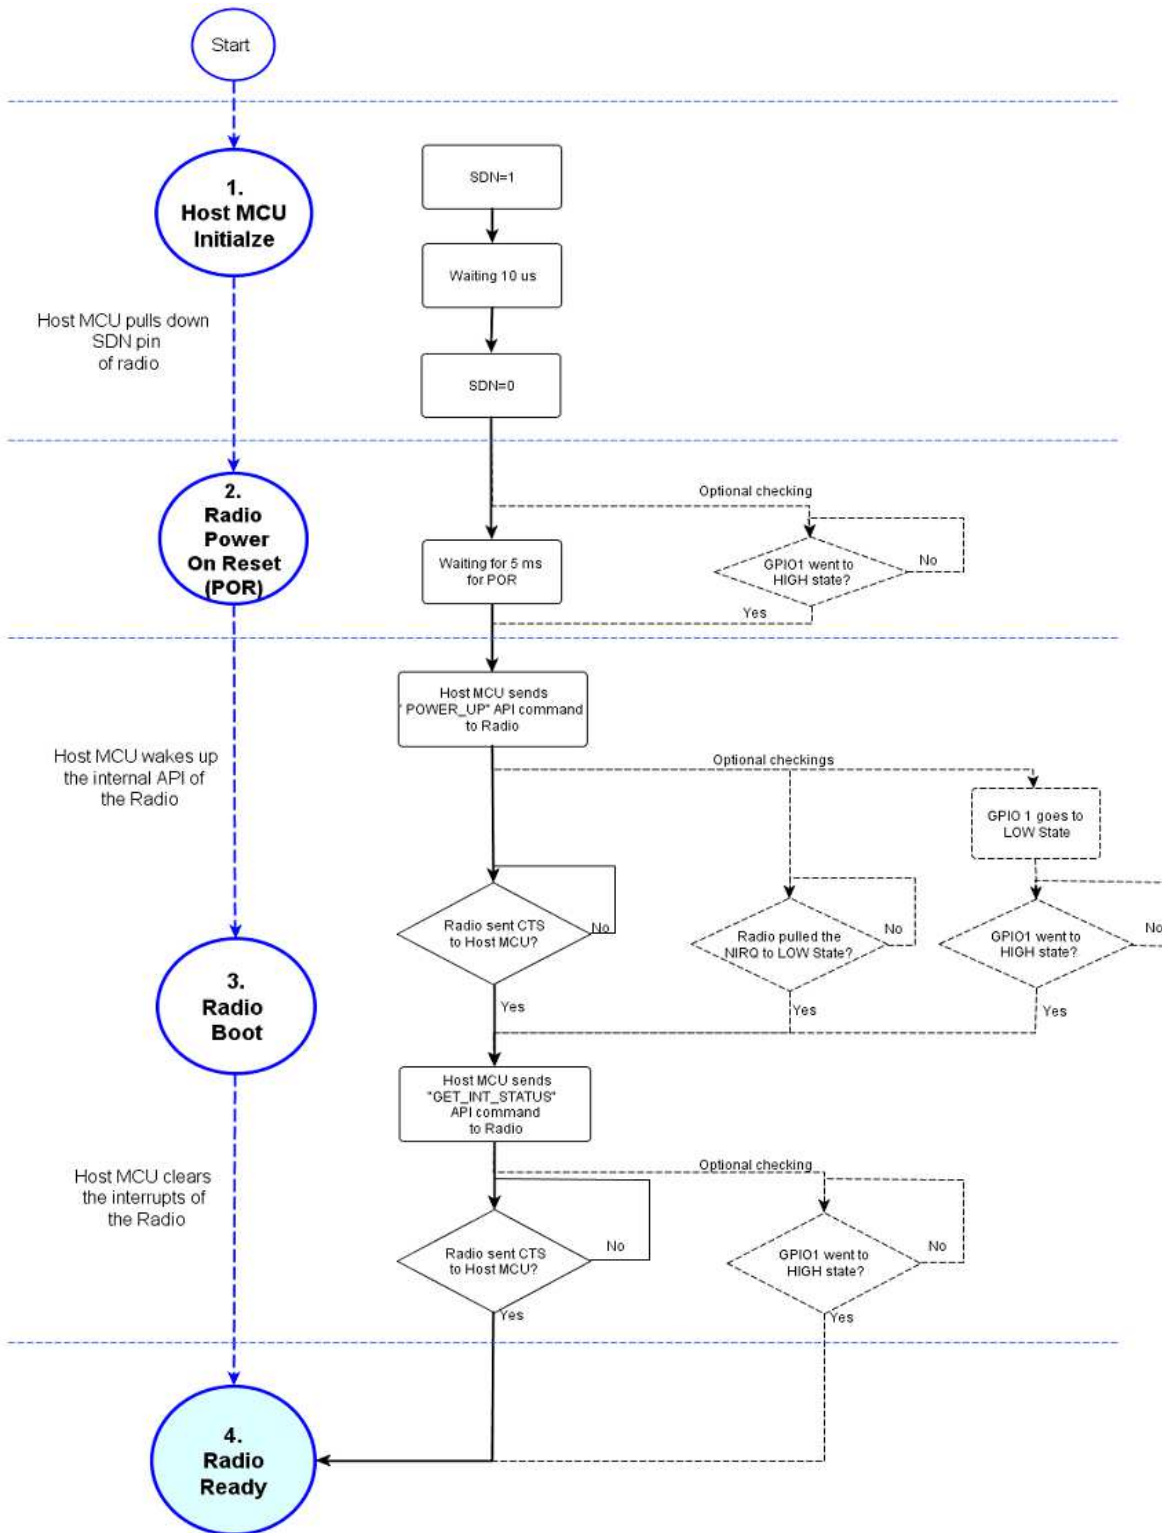 Start
1.
Host MCU
Initialze
SDN=1
Waiting 10 us
Host MCU pulls down
SDN pin
of radio
SDN=0
2.
Radio
Power
On Reset
(POR)
Optional checking
Waiting for 5 ms
for POR
GPIO1 went to
HIGH state?
No
Yes
Host MCU sends
" POWER_UP" API command
to Radio
Host MCU wakes up
the internal API of
the Radio
Optional checkings
GPIO 1 goes to
LOW State
Radio sent CTS
to Host MCU?
No
Radio pulled the
NIRQ to LOW State?
No
GPIO1 went to
HIGH state?
No
3.
Radio
Boot
Yes
Yes
Yes
Host MCU sends
"GET_INT_STATUS"
API command
to Radio
Host MCU clears
the interrupts of
the Radio
Optional checking
Radio sent CTS
to Host MCU?
No
GPIO1 went to
HIGH state?
No
Yes
Yes
4.
Radio
Ready